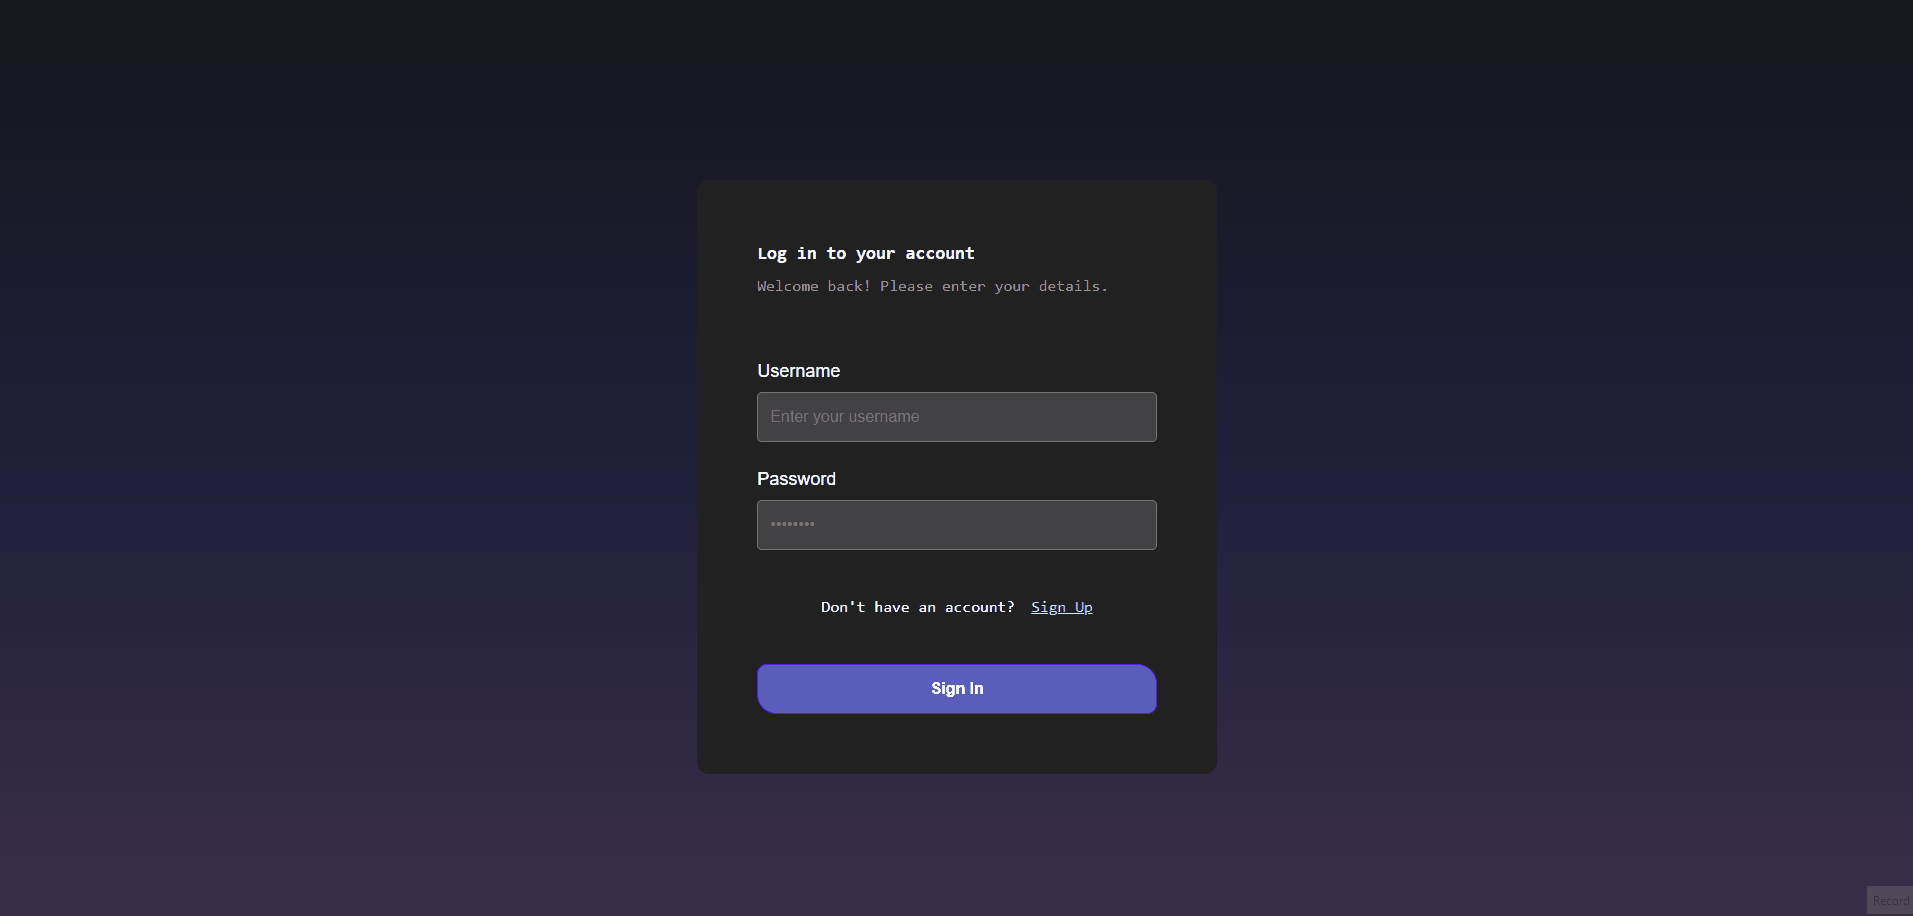 Log in to your account
Welcome back! Please enter your details.
Username
Enter your username
Password
••••••••
Don't have an account? Sign Up
Sign In
Record